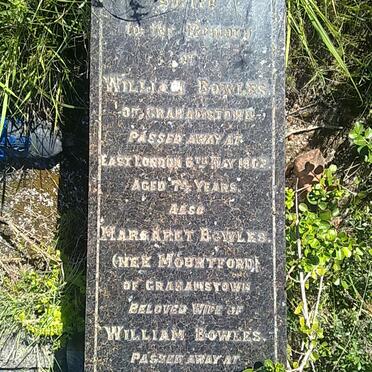 To the Memory
of
William Bowles
of Grahamstown
Passed away at
East London 6th May
Aged 74 Years.
Also
Margaret Bowles.
(nee Mountford)
of Grahamstown
Beloved Wife of
William Bowles.
Passed away at